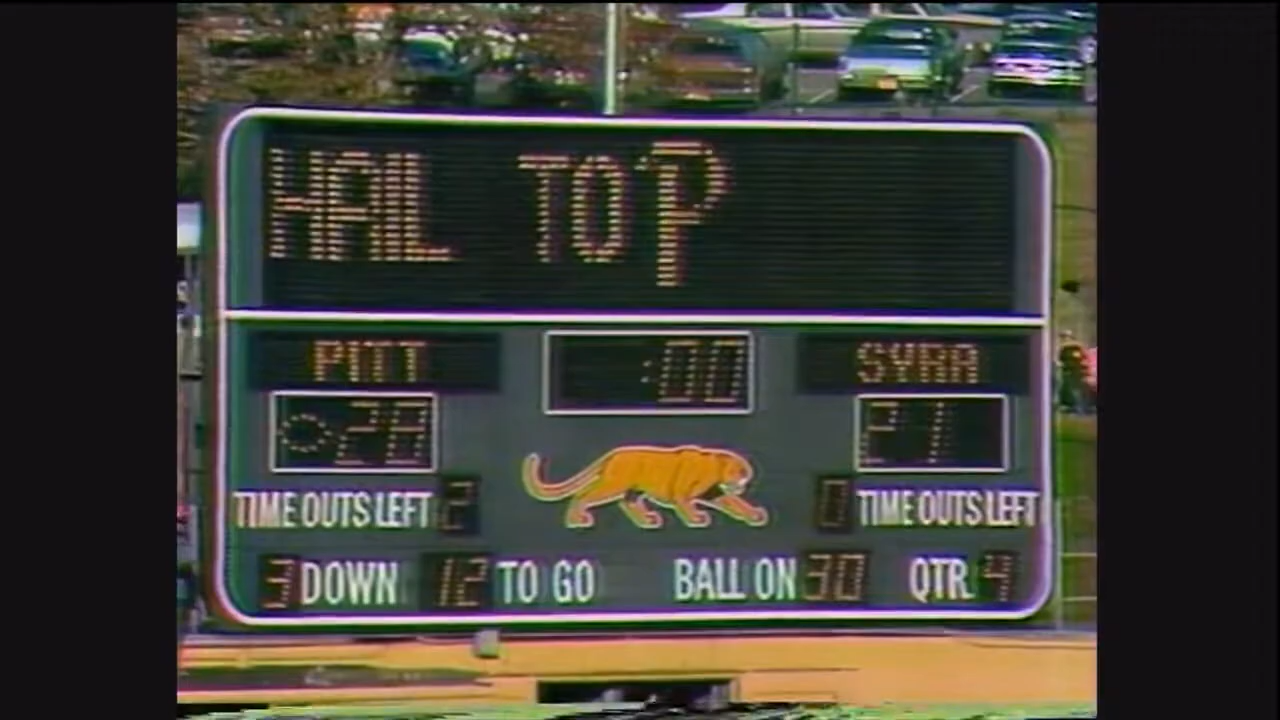 HAIL TO P
PITT :00 SYRA
28 21
TIME OUTS LEFT 2 0 TIME OUTS LEFT
3 DOWN 12 TO GO BALL ON 30 QTR 4